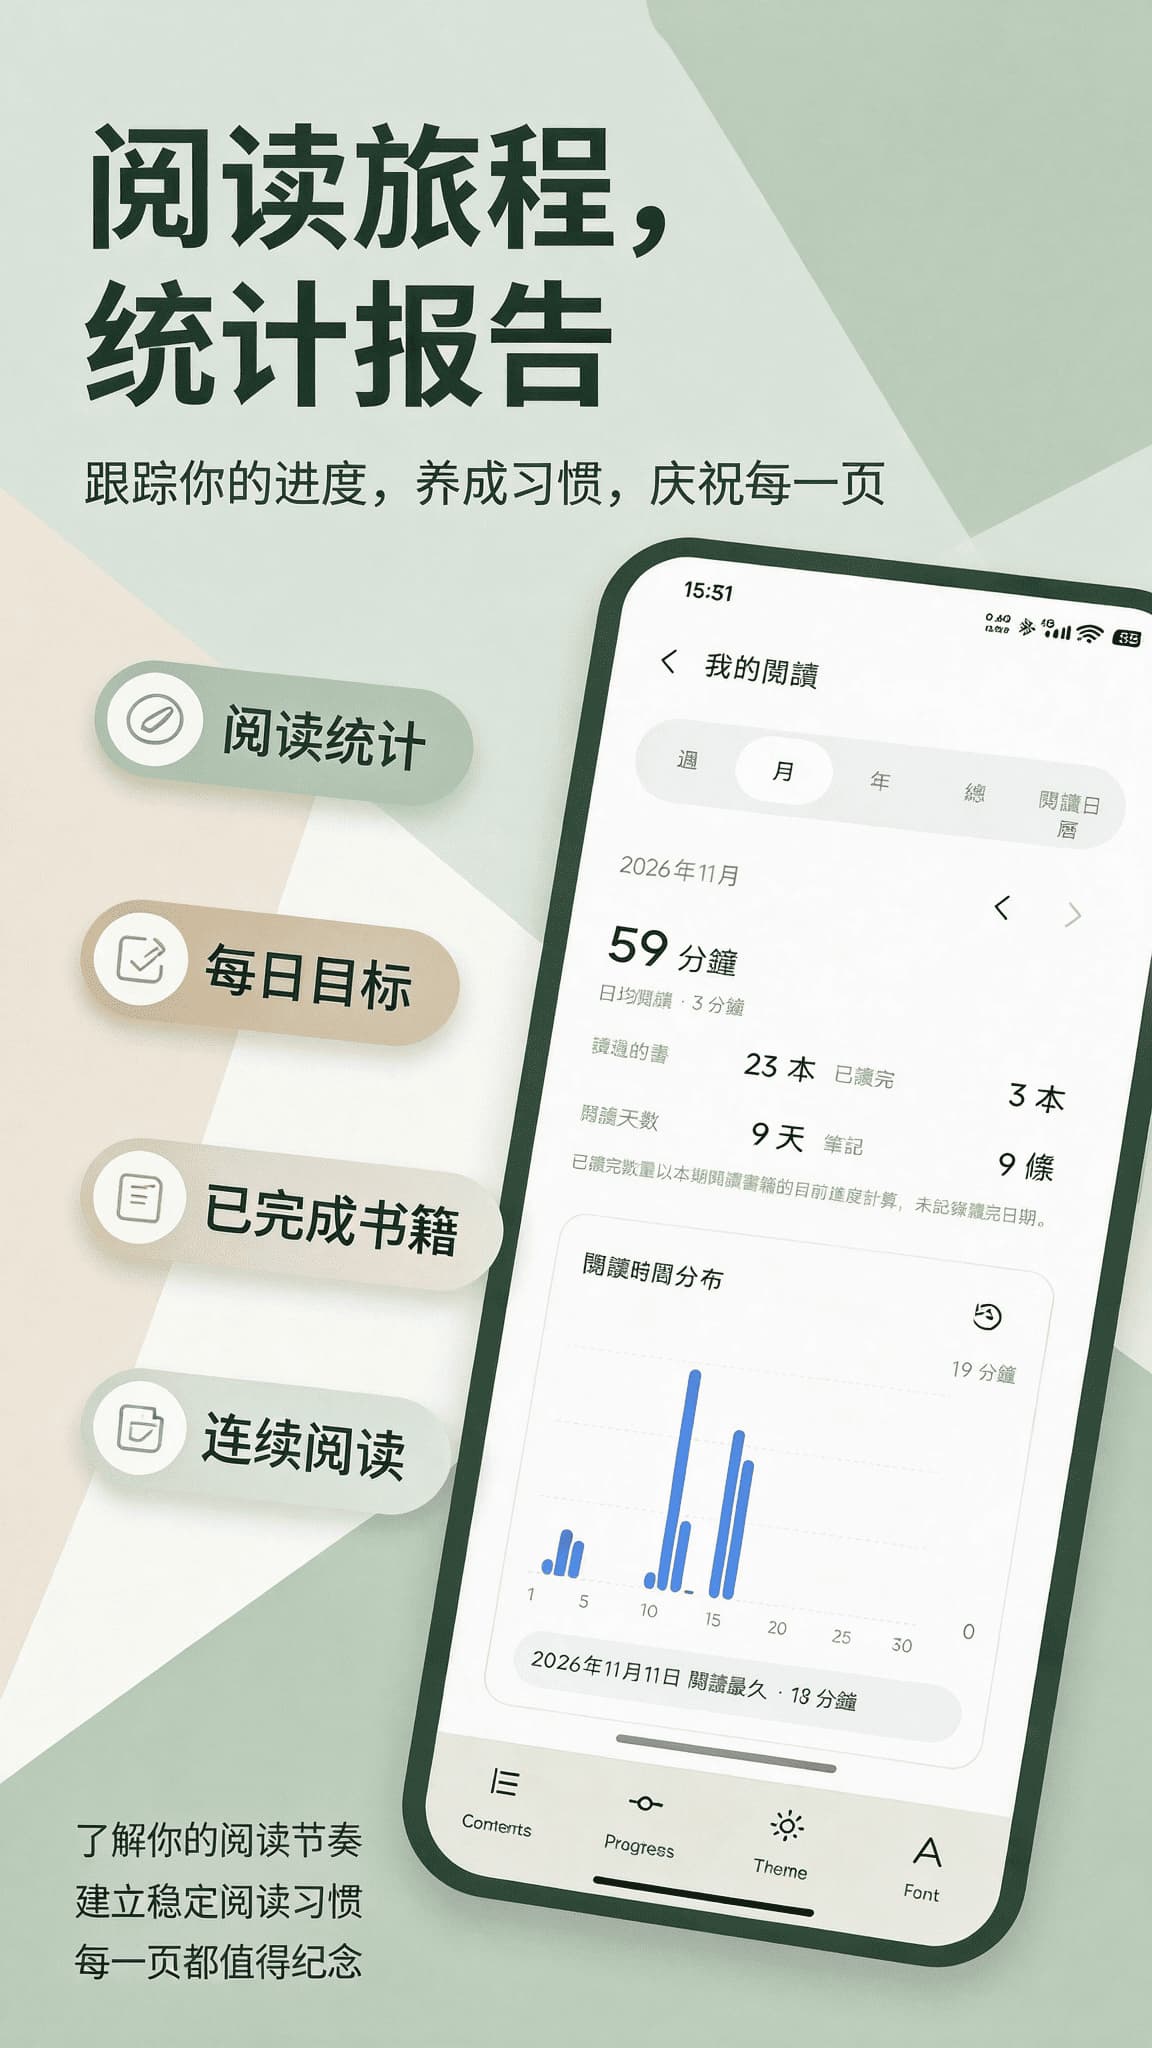 阅读旅程，
统计报告
跟踪你的进度，养成习惯，庆祝每一页
阅读统计
每日目标
已完成书籍
连续阅读
了解你的阅读节奏
建立稳定阅读习惯
每一页都值得纪念
15:51
我的閱讀
週
月
年
總
閱讀日
曆
2026年11月
59 分鐘
日均閱讀 · 3 分鐘
讀過的書 23 本 已讀完 3 本
閱讀天數 9 天 筆記 9 條
已讀完數量以本期閱讀書籍的目前進度計算，未記錄讀完日期。
閱讀時間分布
19 分鐘
0
1 5 10 15 20 25 30
2026年11月11日 閱讀最久 · 18 分鐘
Contents
Progress
Theme
Font